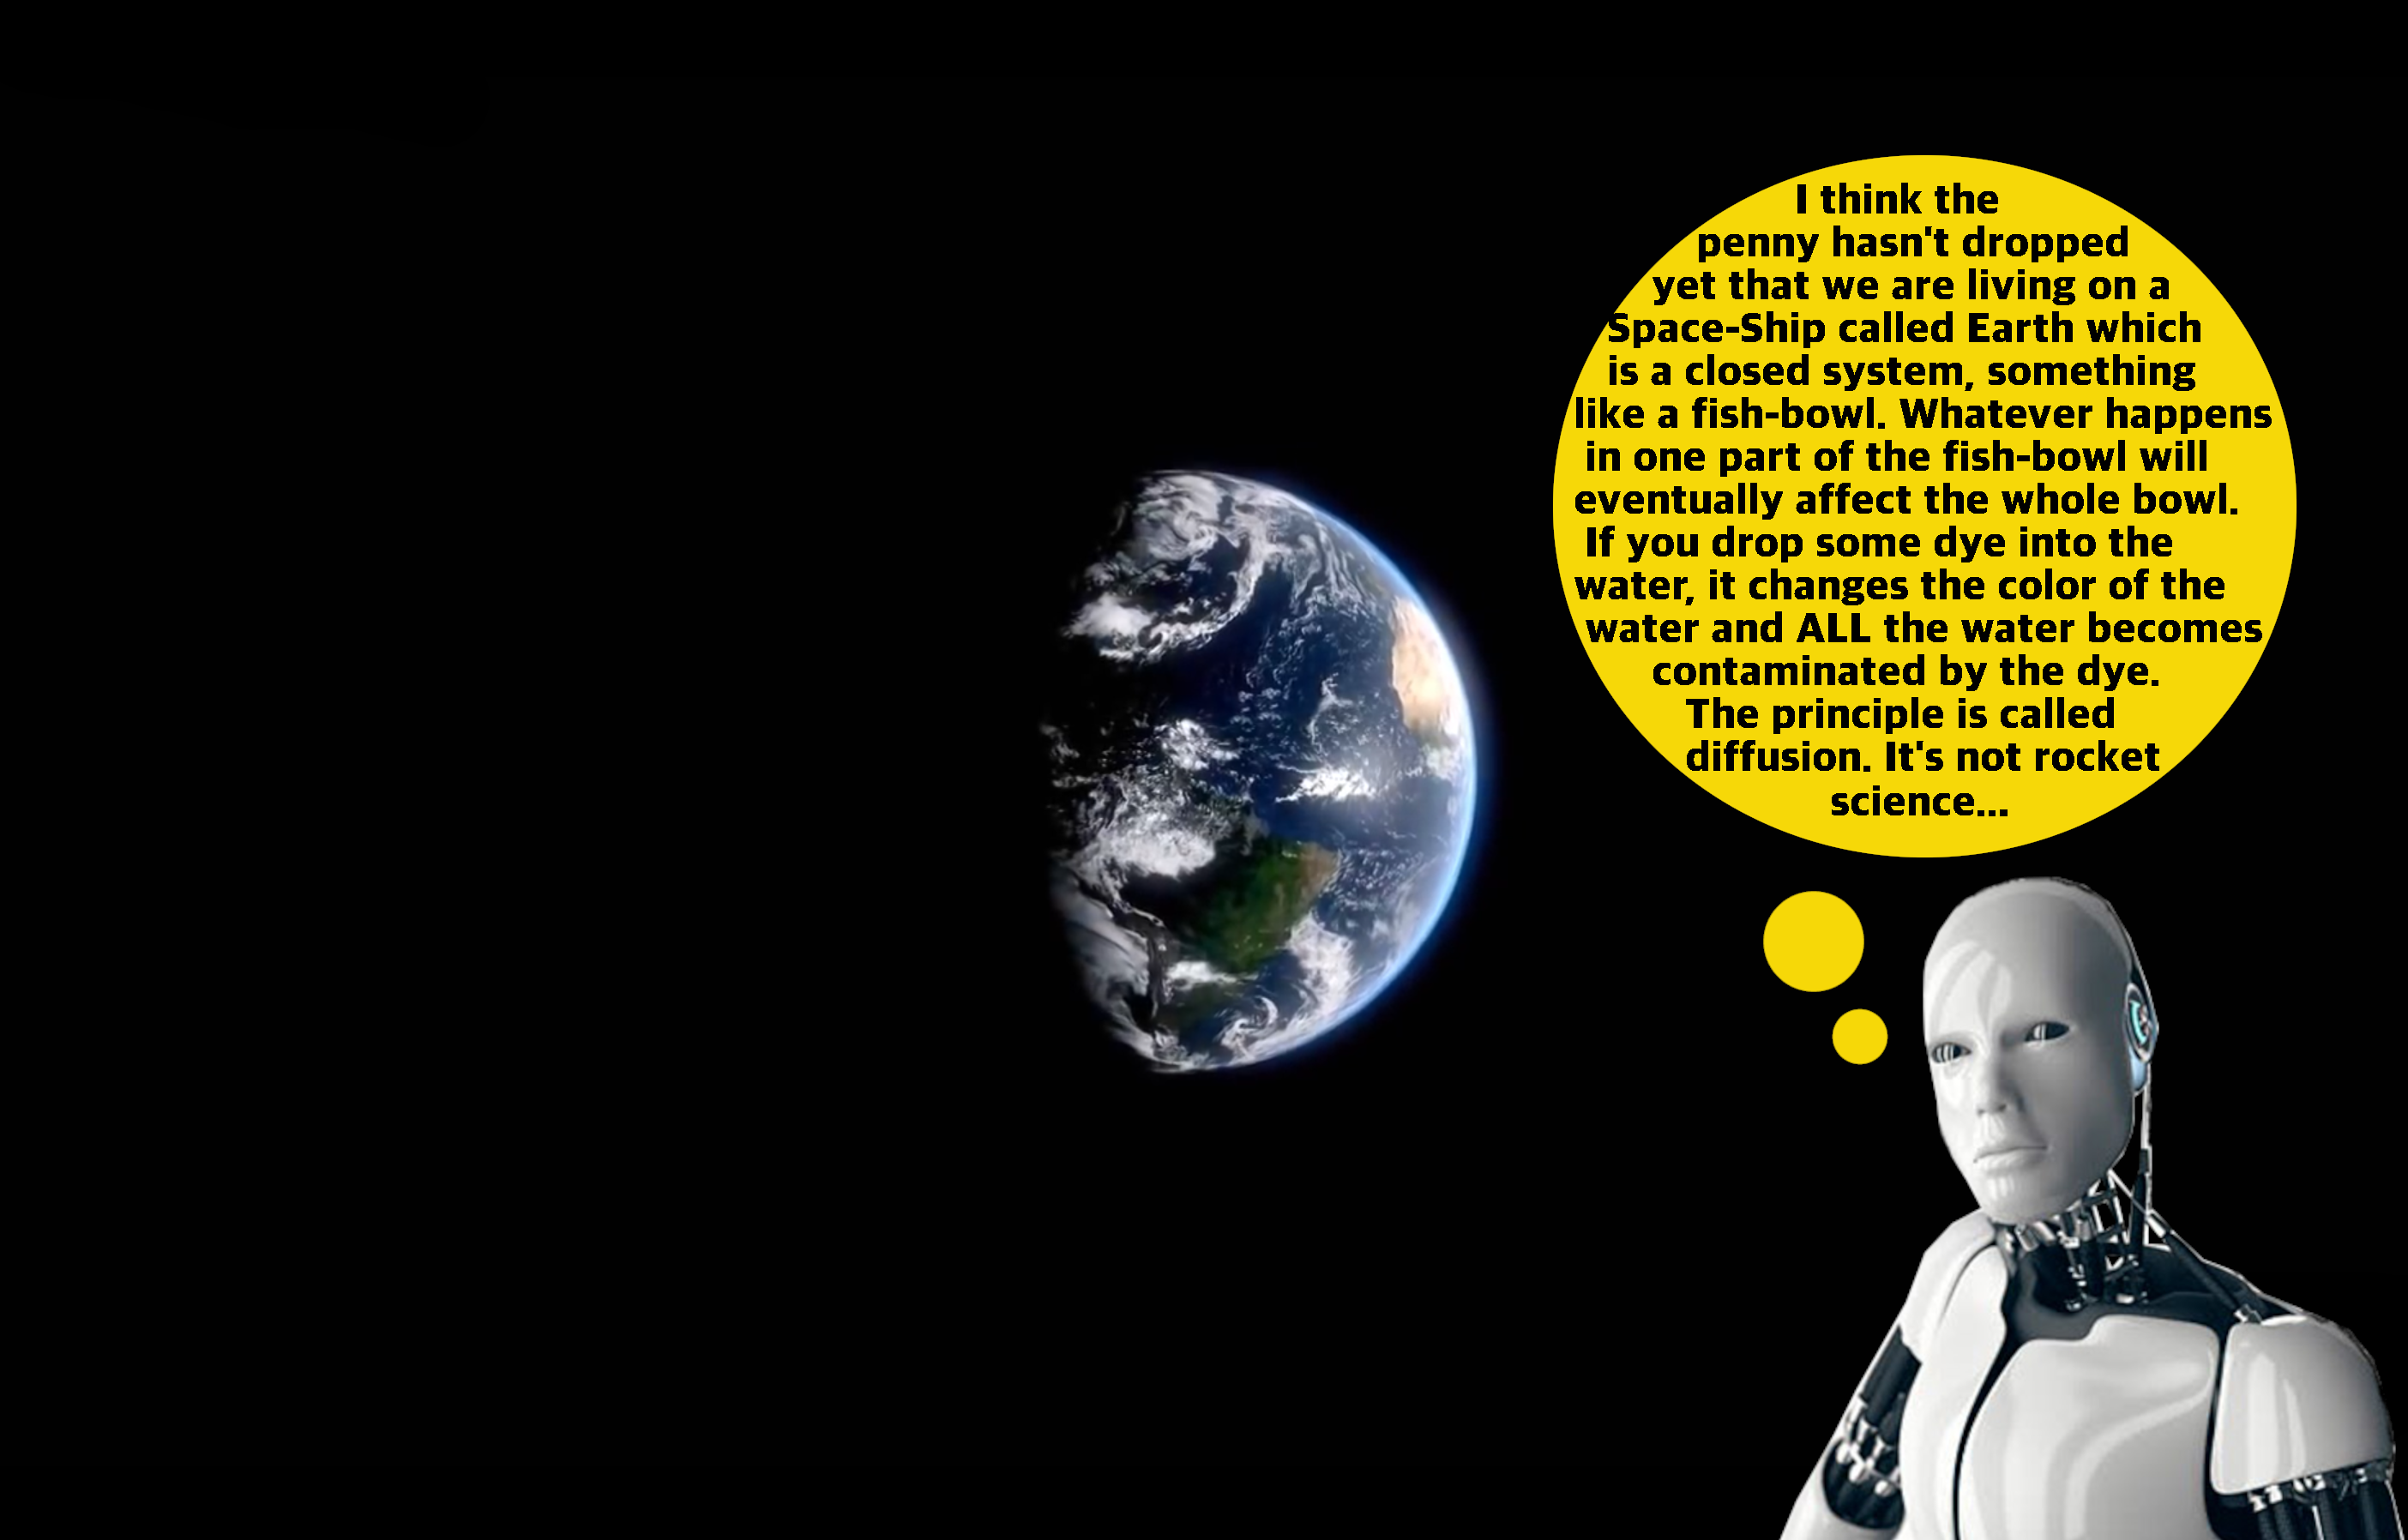 I think the
penny hasn't dropped
yet that we are living on a
Space-Ship called Earth which
is a closed system, something
like a fish-bowl. Whatever happens
in one part of the fish-bowl will
eventually affect the whole bowl.
If you drop some dye into the
water, it changes the color of the
water and ALL the water becomes
contaminated by the dye.
The principle is called
diffusion. It's not rocket
science...